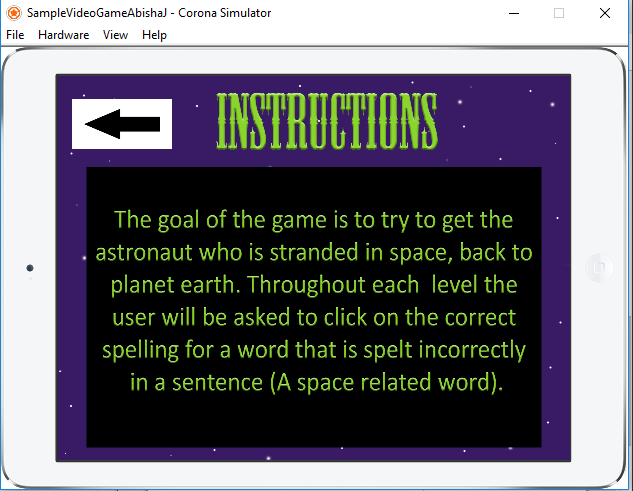 SampleVideoGameAbishaJ - Corona Simulator
File Hardware View Help
INSTRUCTIONS
The goal of the game is to try to get the
astronaut who is stranded in space, back to
planet earth. Throughout each level the
user will be asked to click on the correct
spelling for a word that is spelt incorrectly
in a sentence (A space related word).